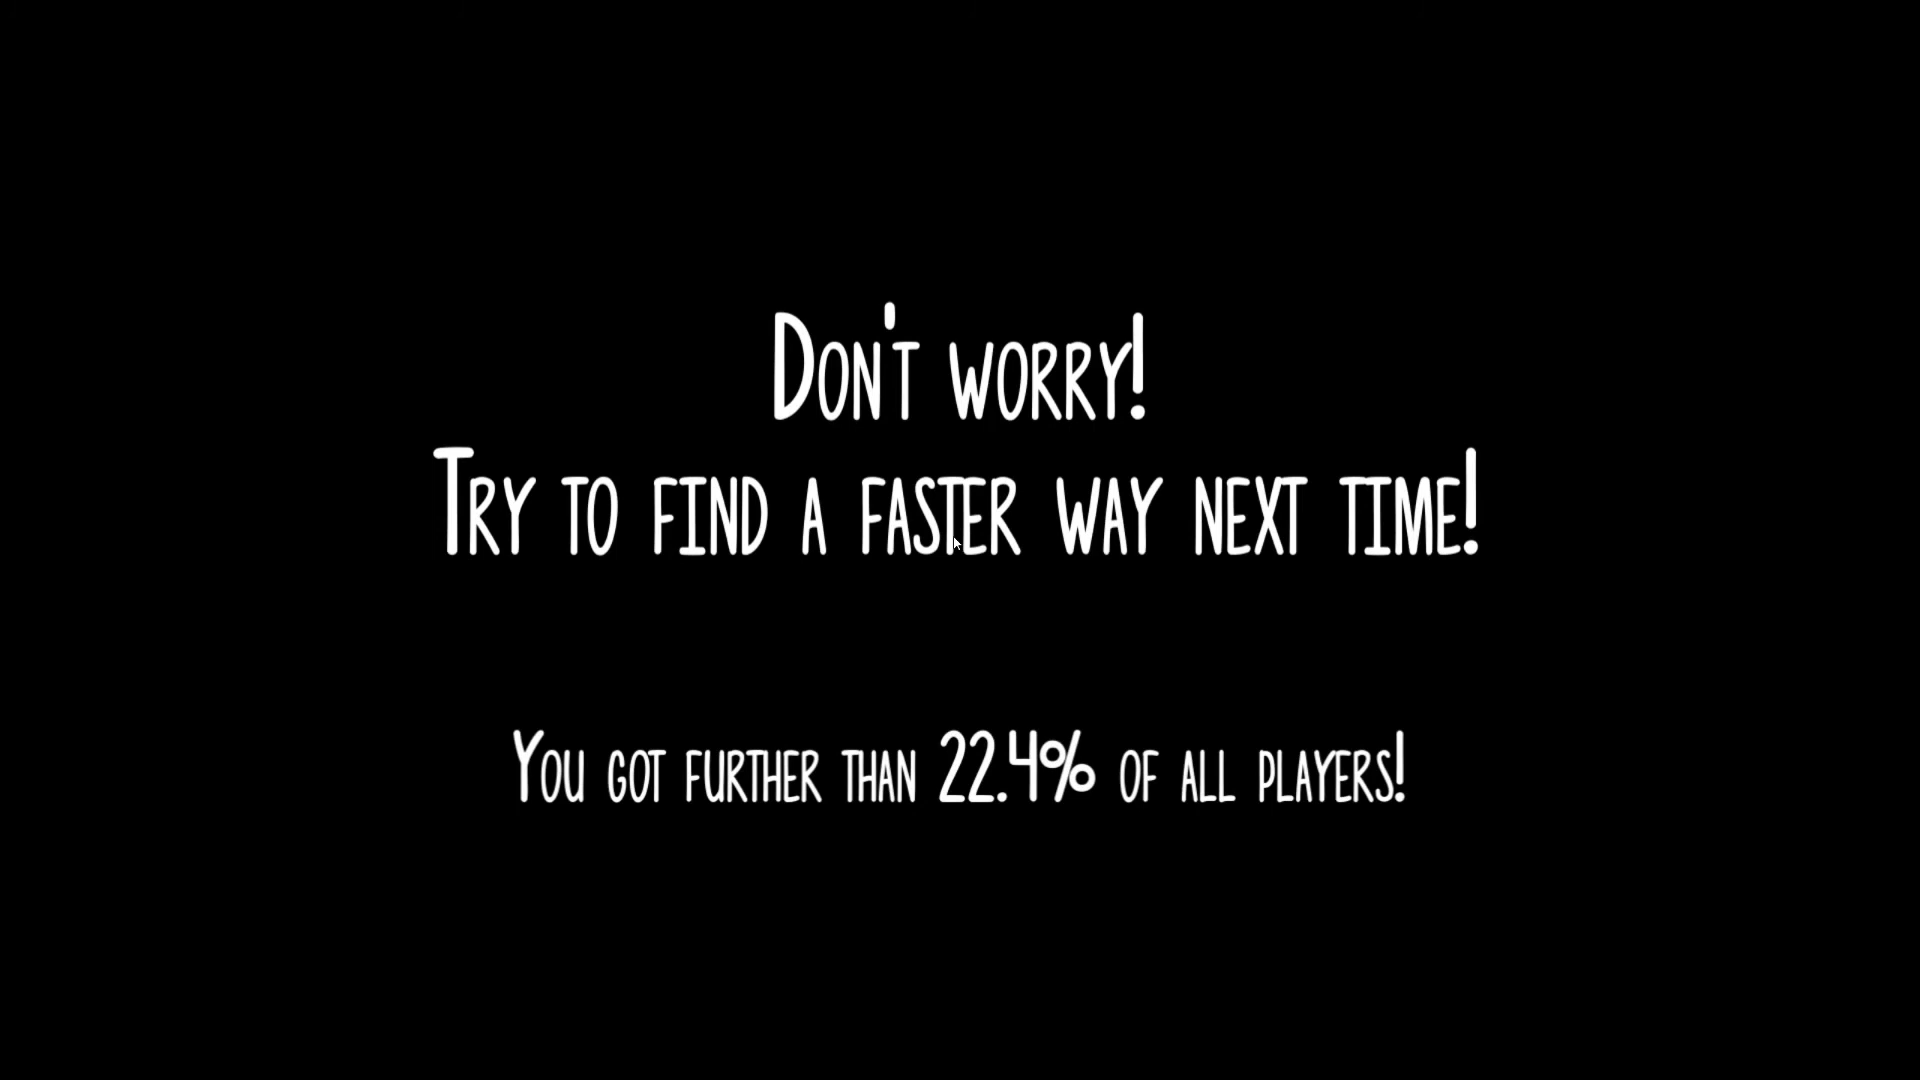 Don't worry!
Try to find a faster way next time!
You got further than 22.4% of all players!